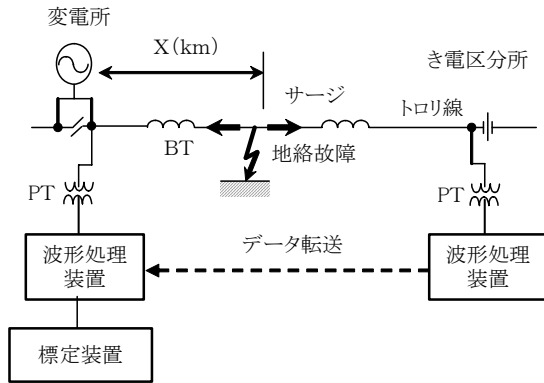 変電所
X(km)
き電区分所
サージ
トロリ線
BT
地絡故障
PT
PT
データ転送
波形処理
装置
波形処理
装置
標定装置